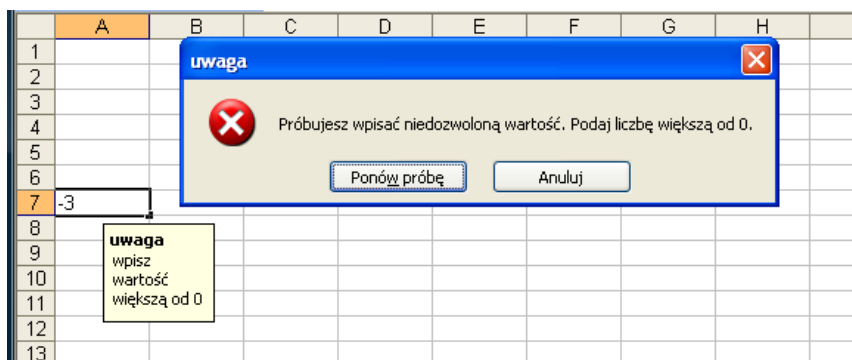 A B C D E F G H
1
uwaga
2
3
4 Próbujesz wpisać niedozwoloną wartość. Podaj liczbę większą od 0.
5
6 Ponów próbę Anuluj
7 -3
8
uwaga
9 wpisz
10 wartość
11 większą od 0
12
13